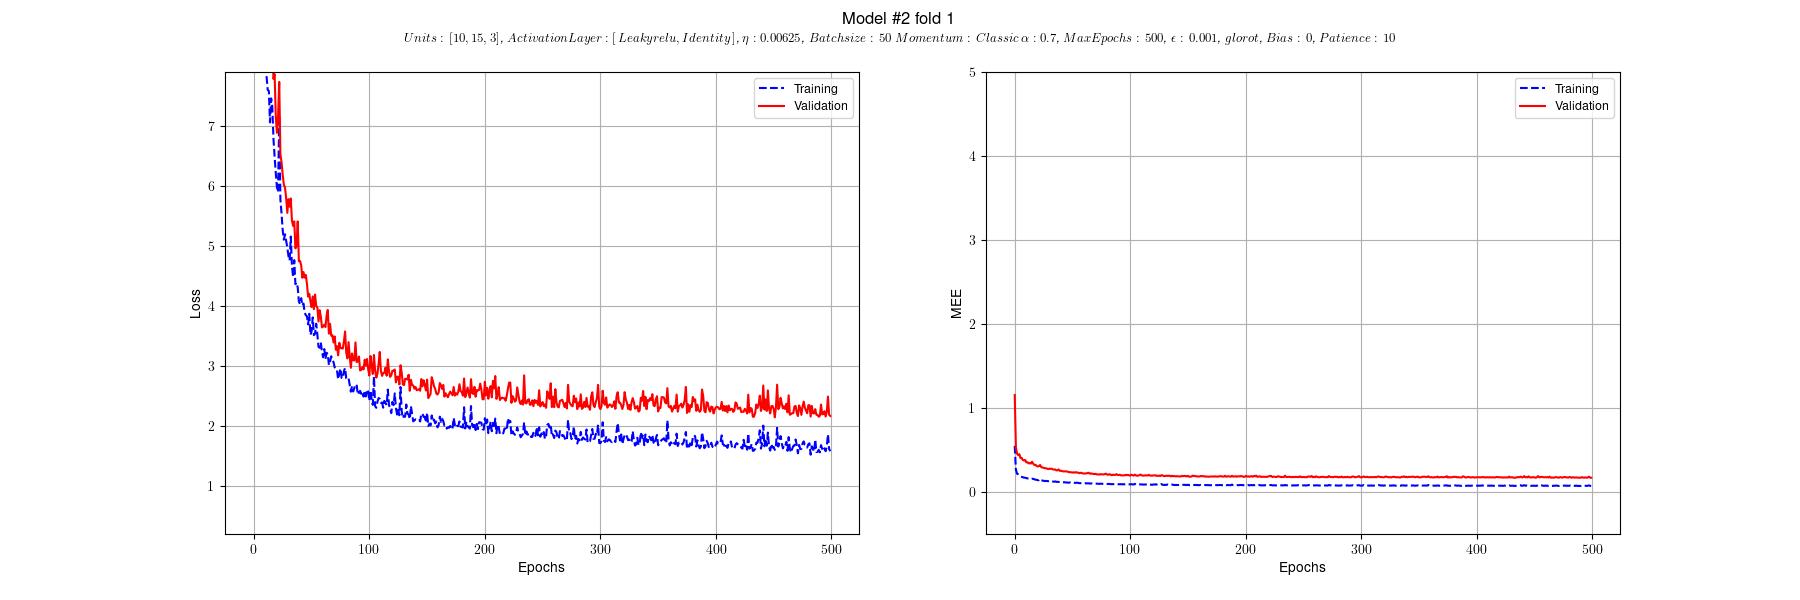 Model #2 fold 1
Units : [10, 15, 3], ActivationLayer : [ Leakyrelu, Identity], η : 0.00625, Batchsize : 50 Momentum : Classic α : 0.7, MaxEpochs : 500, ϵ : 0.001, glorot, Bias : 0, Patience : 10
Training
Validation
7
6
5
4
3
2
1
Loss
0 100 200 300 400 500
Epochs
Training
Validation
5
4
3
2
1
0
MEE
0 100 200 300 400 500
Epochs